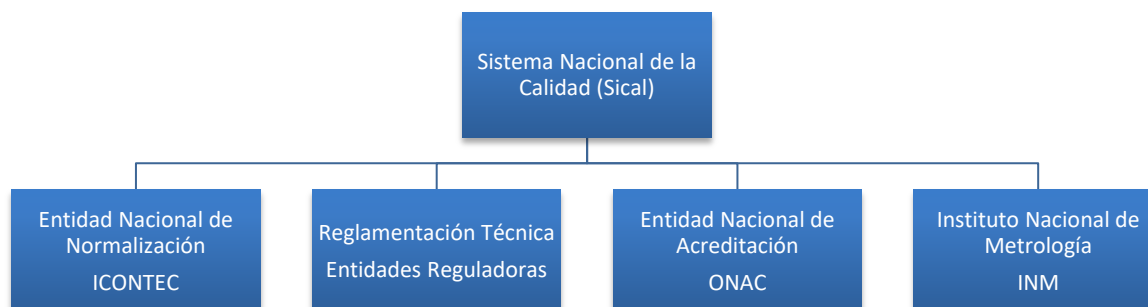 Sistema Nacional de la
Calidad (Sical)
Entidad Nacional de
Normalización
ICONTEC
Reglamentación Técnica
Entidades Reguladoras
Entidad Nacional de
Acreditación
ONAC
Instituto Nacional de
Metrología
INM